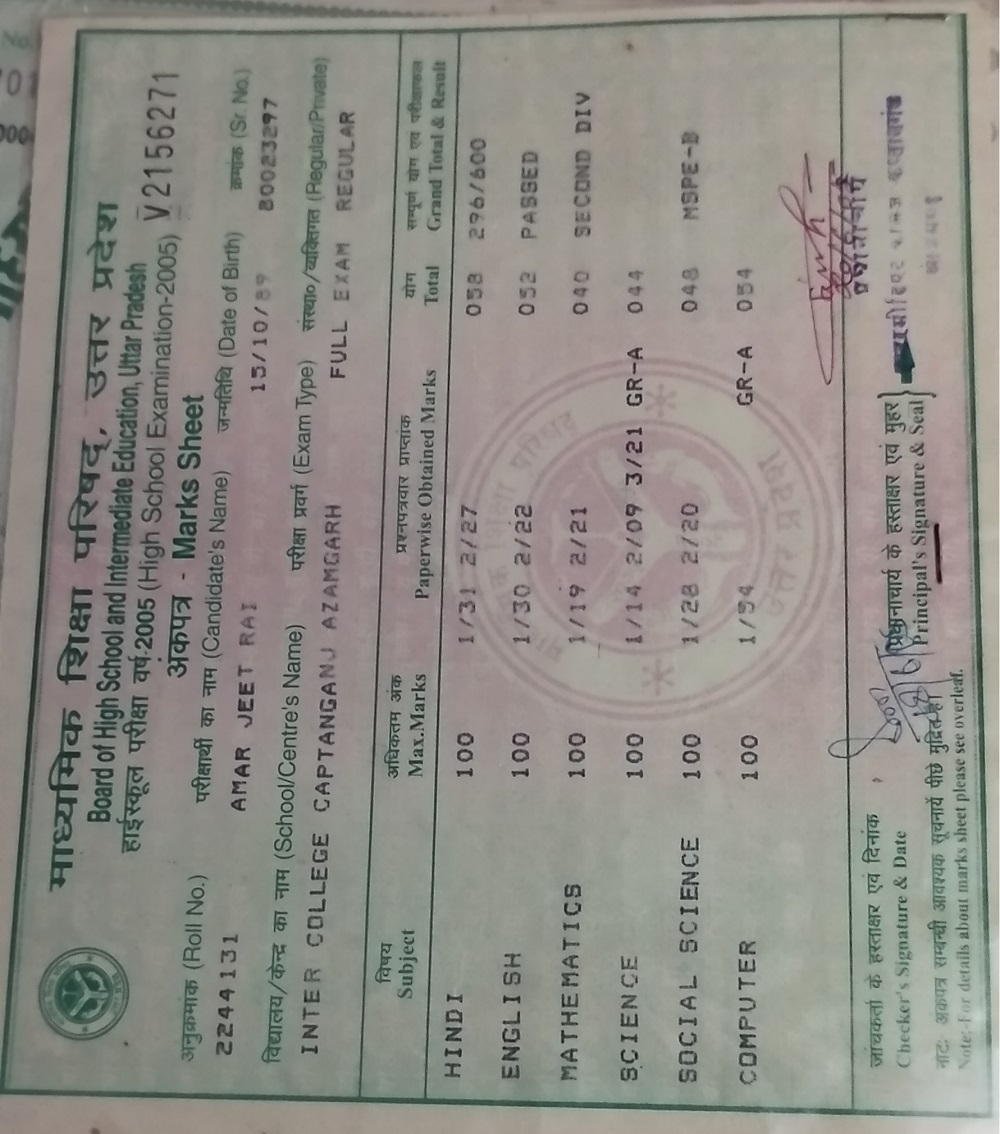 माध्यमिक शिक्षा परिषद्, उत्तर प्रदेश
Board of High School and Intermediate Education, Uttar Pradesh
हाईस्कूल परीक्षा वर्ष-2005 (High School Examination-2005) V2156271
अंकपत्र - Marks Sheet
अनुक्रमांक (Roll No.) परीक्षार्थी का नाम (Candidate's Name) जन्मतिथि (Date of Birth) क्रमांक (Sr. No.)
2244131 AMAR JEET RAI 15/10/89 80023297
विद्यालय/केन्द्र का नाम (School/Centre's Name) परीक्षा प्रवर्ग (Exam Type) संस्था०/व्यक्तिगत (Regular/Private)
INTER COLLEGE CAPTANGANJ AZAMGARH FULL EXAM REGULAR
विषय अधिकतम अंक प्रश्नपत्रवार प्राप्तांक योग सम्पूर्ण योग एवं परीक्षाफल
Subject Max.Marks Paperwise Obtained Marks Total Grand Total & Result
HINDI 100 1/31 2/27 058 296/600
ENGLISH 100 1/30 2/22 052 PASSED
MATHEMATICS 100 1/19 2/21 040 SECOND DIV
SCIENCE 100 1/14 2/09 3/21 GR-A 044
SOCIAL SCIENCE 100 1/28 2/20 048 MSPE-B
COMPUTER 100 1/54 GR-A 054
जांचकर्ता के हस्ताक्षर एवं दिनांक प्रधानाचार्य के हस्ताक्षर एवं मुहर
Checker's Signature & Date Principal's Signature & Seal
नोट: अंकपत्र सम्बन्धी आवश्यक सूचनायें पीछे मुद्रित हैं।
Note:-For details about marks sheet please see overleaf.